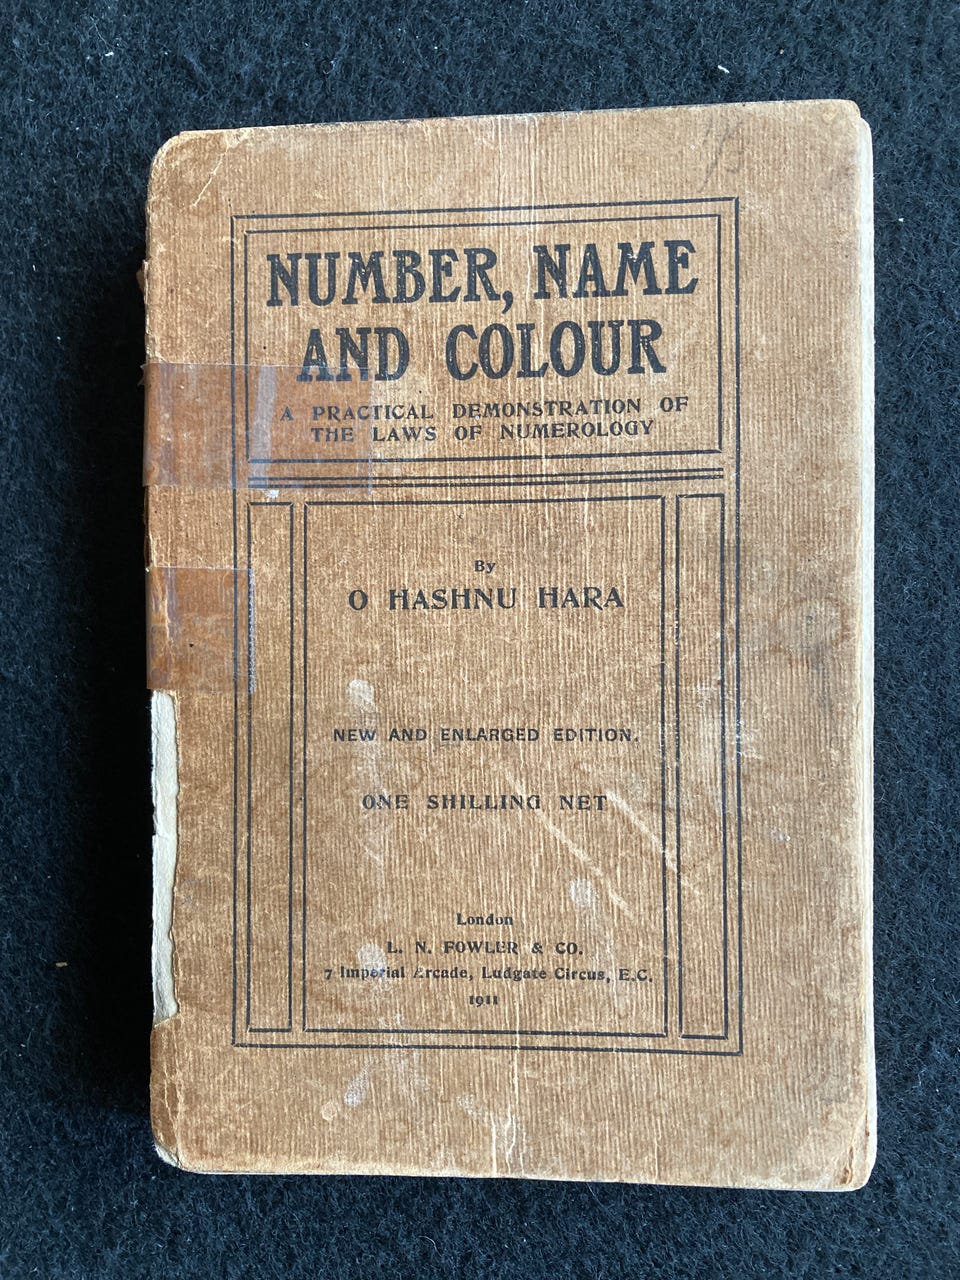 NUMBER, NAME
AND COLOUR
A PRACTICAL DEMONSTRATION OF
THE LAWS OF NUMEROLOGY
By
O HASHNU HARA
NEW AND ENLARGED EDITION.
ONE SHILLING NET
London
L. N. FOWLER & CO.
7 Imperial Arcade, Ludgate Circus, E.C.
1911